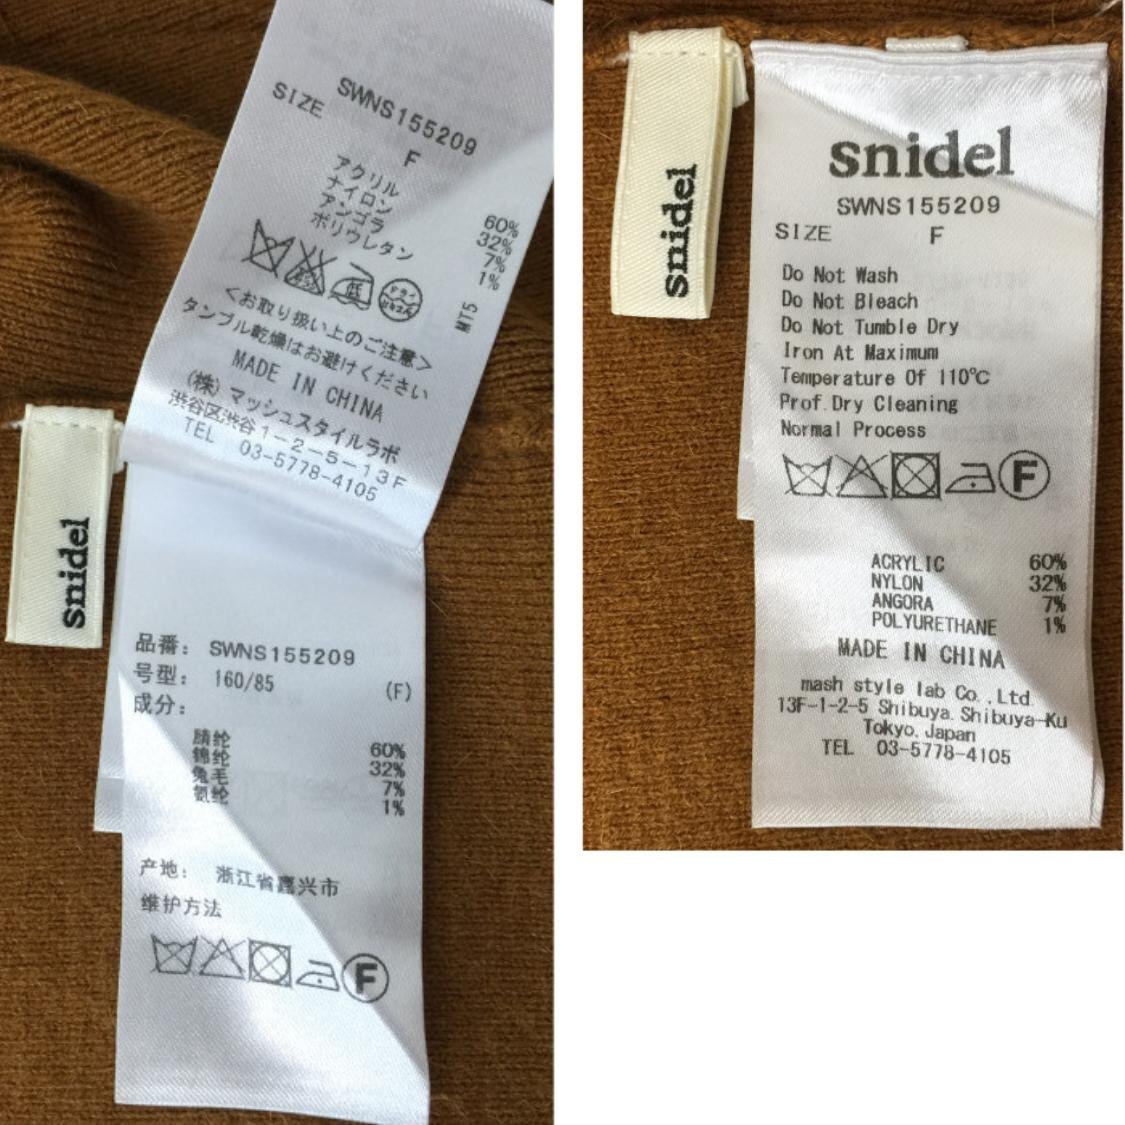 SWNS155209
SIZE F
アクリル 60%
ナイロン 32%
アンゴラ 7%
ポリウレタン 1%
低
MT5
<お取り扱い上のご注意>
タンブル乾燥はお避けください
MADE IN CHINA
(株)マッシュスタイルラボ
渋谷区渋谷1-2-5-13F
TEL 03-5778-4105
snidel
品番: SWNS155209
号型: 160/85 (F)
成分:
腈纶 60%
锦纶 32%
兔毛 7%
氨纶 1%
产地: 浙江省嘉兴市
维护方法
F
snidel
snidel
SWNS155209
SIZE F
Do Not Wash
Do Not Bleach
Do Not Tumble Dry
Iron At Maximum
Temperature Of 110℃
Prof.Dry Cleaning
Normal Process
F
ACRYLIC 60%
NYLON 32%
ANGORA 7%
POLYURETHANE 1%
MADE IN CHINA
mash style lab Co.,Ltd.
13F-1-2-5 Shibuya.Shibuya-Ku
Tokyo.Japan
TEL 03-5778-4105